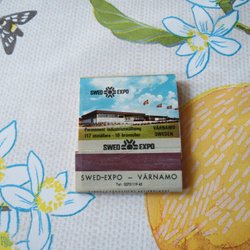 SWED EXPO
Permanent industriutställning
117 utställare - 10 branscher
VÄRNAMO
SWEDEN
SWED EXPO
SWED-EXPO – VÄRNAMO